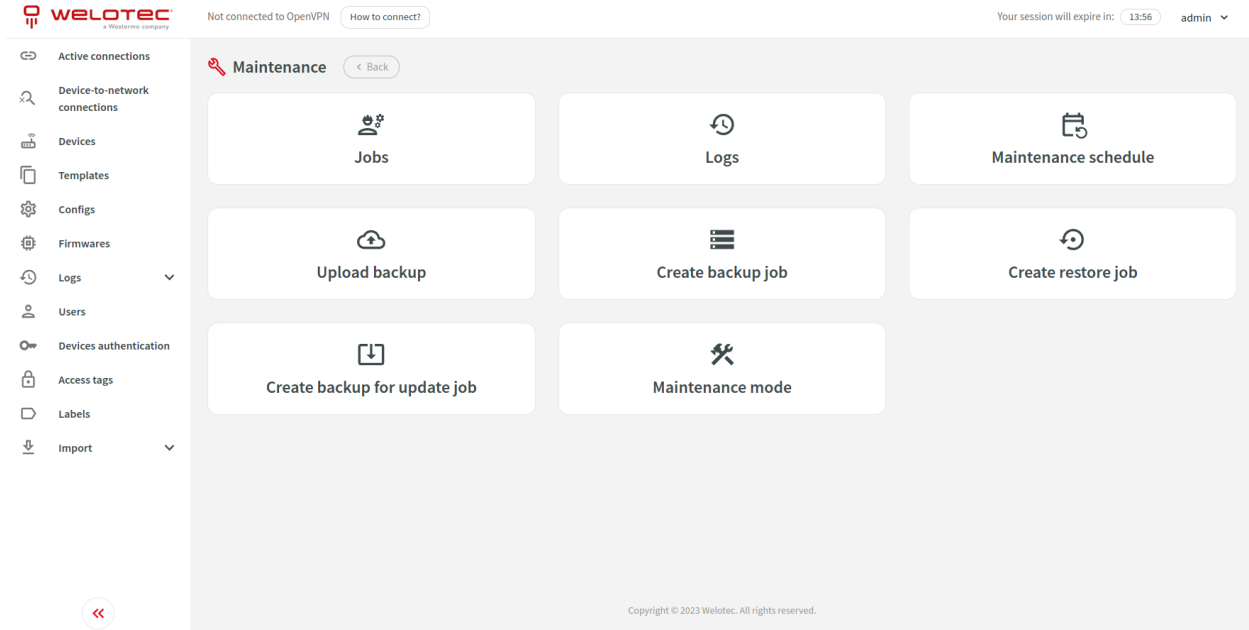 WELOTEC
a Westermo company
Not connected to OpenVPN
How to connect?
Your session will expire in:
13:56
admin
Active connections
Device-to-network
connections
Devices
Templates
Configs
Firmwares
Logs
Users
Devices authentication
Access tags
Labels
Import
Maintenance
Back
Jobs
Logs
Maintenance schedule
Upload backup
Create backup job
Create restore job
Create backup for update job
Maintenance mode
Copyright © 2023 Welotec. All rights reserved.